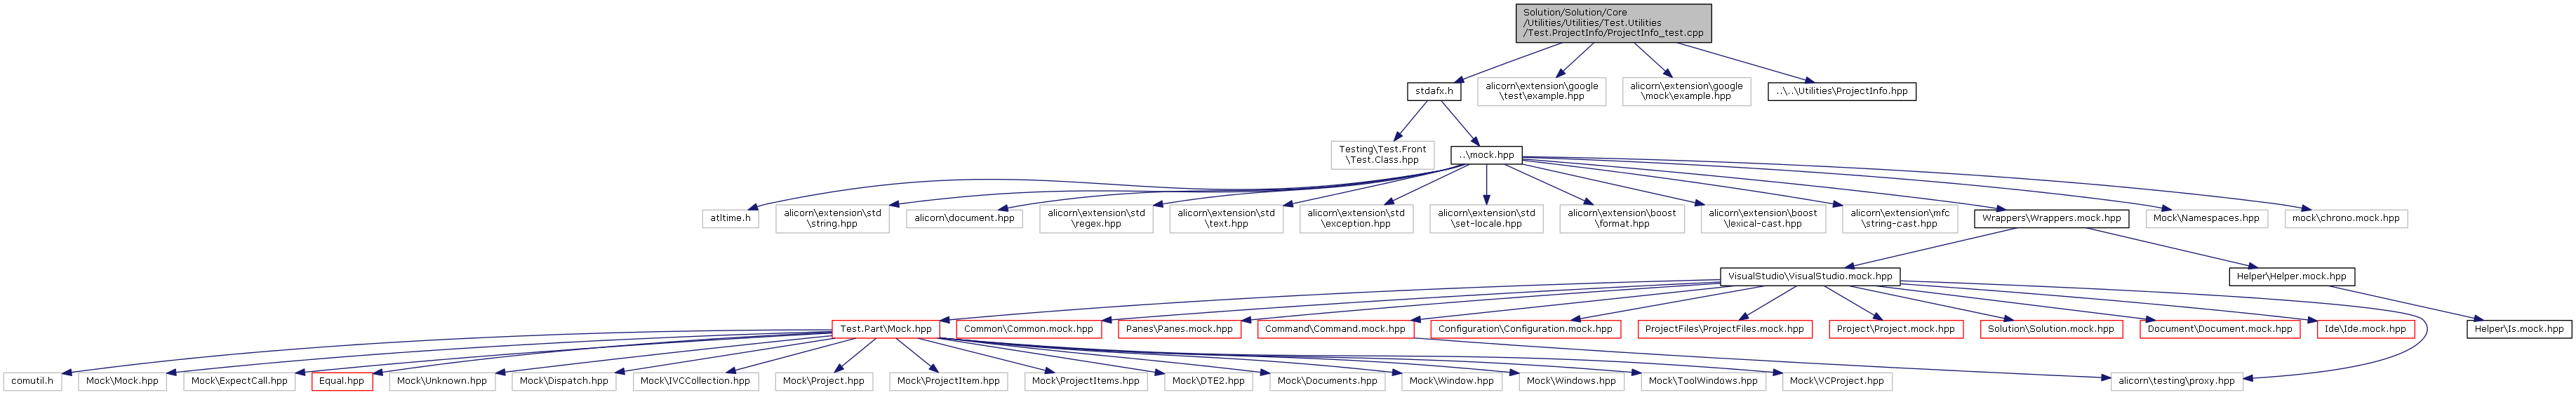 Solution/Solution/Core
/Utilities/Utilities/Test.Utilities
/Test.ProjectInfo/ProjectInfo_test.cpp
stdafx.h
alicorn\extension\google
\test\example.hpp
alicorn\extension\google
\mock\example.hpp
..\..\Utilities\ProjectInfo.hpp
Testing\Test.Front
\Test.Class.hpp
..\mock.hpp
atltime.h
alicorn\extension\std
\string.hpp
alicorn\document.hpp
alicorn\extension\std
\regex.hpp
alicorn\extension\std
\text.hpp
alicorn\extension\std
\exception.hpp
alicorn\extension\std
\set-locale.hpp
alicorn\extension\boost
\format.hpp
alicorn\extension\boost
\lexical-cast.hpp
alicorn\extension\mfc
\string-cast.hpp
Wrappers\Wrappers.mock.hpp
Mock\Namespaces.hpp
mock\chrono.mock.hpp
VisualStudio\VisualStudio.mock.hpp
Helper\Helper.mock.hpp
Test.Part\Mock.hpp
Common\Common.mock.hpp
Panes\Panes.mock.hpp
Command\Command.mock.hpp
Configuration\Configuration.mock.hpp
ProjectFiles\ProjectFiles.mock.hpp
Project\Project.mock.hpp
Solution\Solution.mock.hpp
Document\Document.mock.hpp
Ide\Ide.mock.hpp
Helper\Is.mock.hpp
comutil.h
Mock\Mock.hpp
Mock\ExpectCall.hpp
Equal.hpp
Mock\Unknown.hpp
Mock\Dispatch.hpp
Mock\IVCCollection.hpp
Mock\Project.hpp
Mock\ProjectItem.hpp
Mock\ProjectItems.hpp
Mock\DTE2.hpp
Mock\Documents.hpp
Mock\Window.hpp
Mock\Windows.hpp
Mock\ToolWindows.hpp
Mock\VCProject.hpp
alicorn\testing\proxy.hpp